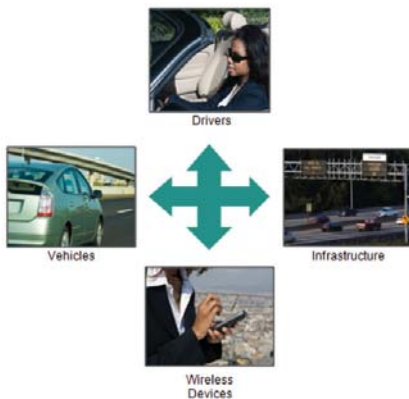 Drivers
Vehicles
Infrastructure
Wireless
Devices